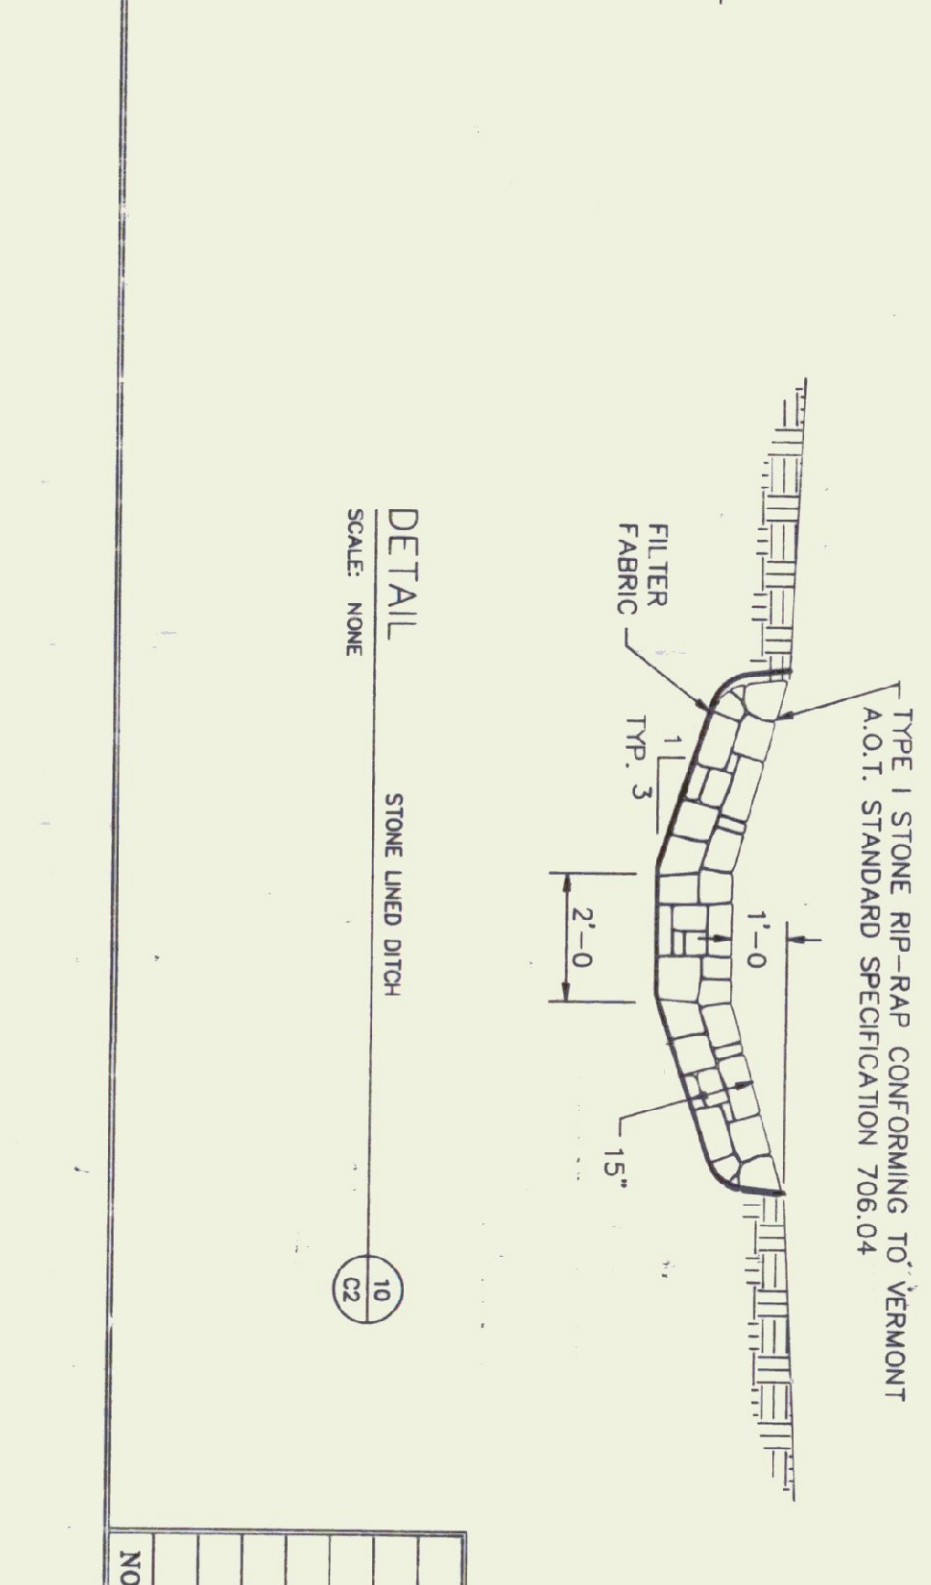 TYPE I STONE RIP-RAP CONFORMING TO VERMONT
A.O.T. STANDARD SPECIFICATION 706.04
FILTER
FABRIC
1
TYP. 3
1'-0
2'-0
15"
DETAIL
STONE LINED DITCH
SCALE: NONE
10
C2
NO